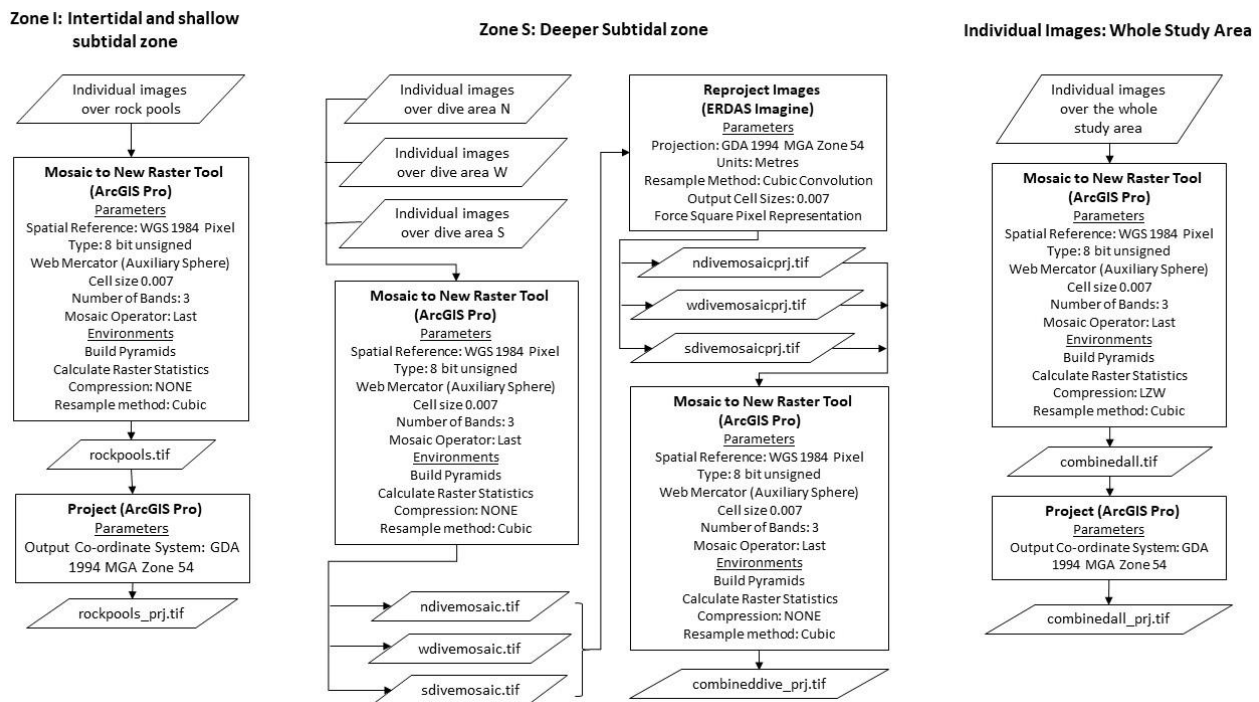 Zone I: Intertidal and shallow
subtidal zone
Individual images
over rock pools
Mosaic to New Raster Tool
(ArcGIS Pro)
Parameters
Spatial Reference: WGS 1984 Pixel
Type: 8 bit unsigned
Web Mercator (Auxiliary Sphere)
Cell size 0.007
Number of Bands: 3
Mosaic Operator: Last
Environments
Build Pyramids
Calculate Raster Statistics
Compression: NONE
Resample method: Cubic
rockpools.tif
Project (ArcGIS Pro)
Parameters
Output Co-ordinate System: GDA
1994 MGA Zone 54
rockpools_prj.tif
Zone S: Deeper Subtidal zone
Individual images
over dive area N
Individual images
over dive area W
Individual images
over dive area S
Mosaic to New Raster Tool
(ArcGIS Pro)
Parameters
Spatial Reference: WGS 1984 Pixel
Type: 8 bit unsigned
Web Mercator (Auxiliary Sphere)
Cell size 0.007
Number of Bands: 3
Mosaic Operator: Last
Environments
Build Pyramids
Calculate Raster Statistics
Compression: NONE
Resample method: Cubic
ndivemosaic.tif
wdivemosaic.tif
sdivemosaic.tif
Reproject Images
(ERDAS Imagine)
Parameters
Projection: GDA 1994 MGA Zone 54
Units: Metres
Resample Method: Cubic Convolution
Output Cell Sizes: 0.007
Force Square Pixel Representation
ndivemosaicprj.tif
wdivemosaicprj.tif
sdivemosaicprj.tif
Mosaic to New Raster Tool
(ArcGIS Pro)
Parameters
Spatial Reference: WGS 1984 Pixel
Type: 8 bit unsigned
Web Mercator (Auxiliary Sphere)
Cell size 0.007
Number of Bands: 3
Mosaic Operator: Last
Environments
Build Pyramids
Calculate Raster Statistics
Compression: NONE
Resample method: Cubic
combineddive_prj.tif
Individual Images: Whole Study Area
Individual images
over the whole
study area
Mosaic to New Raster Tool
(ArcGIS Pro)
Parameters
Spatial Reference: WGS 1984 Pixel
Type: 8 bit unsigned
Web Mercator (Auxiliary Sphere)
Cell size 0.007
Number of Bands: 3
Mosaic Operator: Last
Environments
Build Pyramids
Calculate Raster Statistics
Compression: LZW
Resample method: Cubic
combinedall.tif
Project (ArcGIS Pro)
Parameters
Output Co-ordinate System: GDA
1994 MGA Zone 54
combinedall_prj.tif